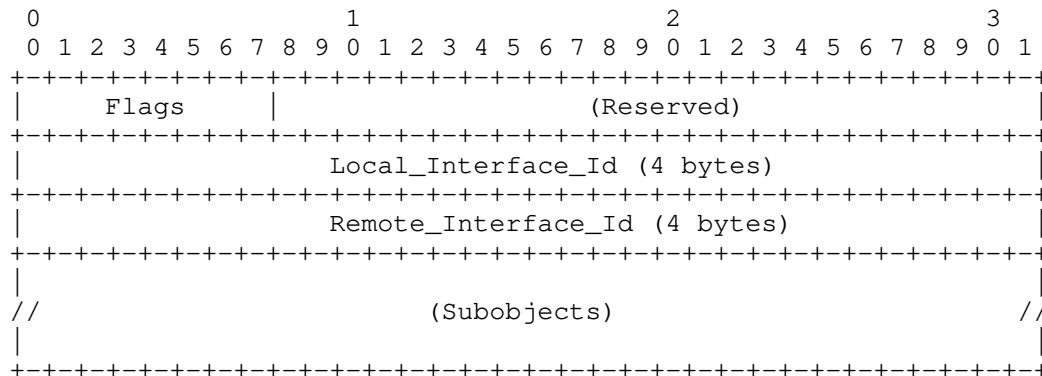 0                   1                   2                   3
 0 1 2 3 4 5 6 7 8 9 0 1 2 3 4 5 6 7 8 9 0 1 2 3 4 5 6 7 8 9 0 1
+-+-+-+-+-+-+-+-+-+-+-+-+-+-+-+-+-+-+-+-+-+-+-+-+-+-+-+-+-+-+-+-+
|     Flags     |                   (Reserved)                  |
+-+-+-+-+-+-+-+-+-+-+-+-+-+-+-+-+-+-+-+-+-+-+-+-+-+-+-+-+-+-+-+-+
|                   Local_Interface_Id (4 bytes)                |
+-+-+-+-+-+-+-+-+-+-+-+-+-+-+-+-+-+-+-+-+-+-+-+-+-+-+-+-+-+-+-+-+
|                   Remote_Interface_Id (4 bytes)               |
+-+-+-+-+-+-+-+-+-+-+-+-+-+-+-+-+-+-+-+-+-+-+-+-+-+-+-+-+-+-+-+-+
|                                                               |
//                        (Subobjects)                         //
|                                                               |
+-+-+-+-+-+-+-+-+-+-+-+-+-+-+-+-+-+-+-+-+-+-+-+-+-+-+-+-+-+-+-+-+